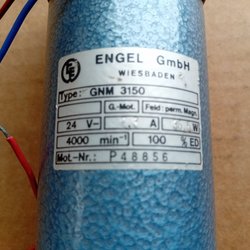 ENGEL GmbH
WIESBADEN
Type: GNM 3150
G.-Mot. Feld: perm. Magn.
24 V- A W
4000 min⁻¹ 100 % ED
Mot.-Nr.: P48856